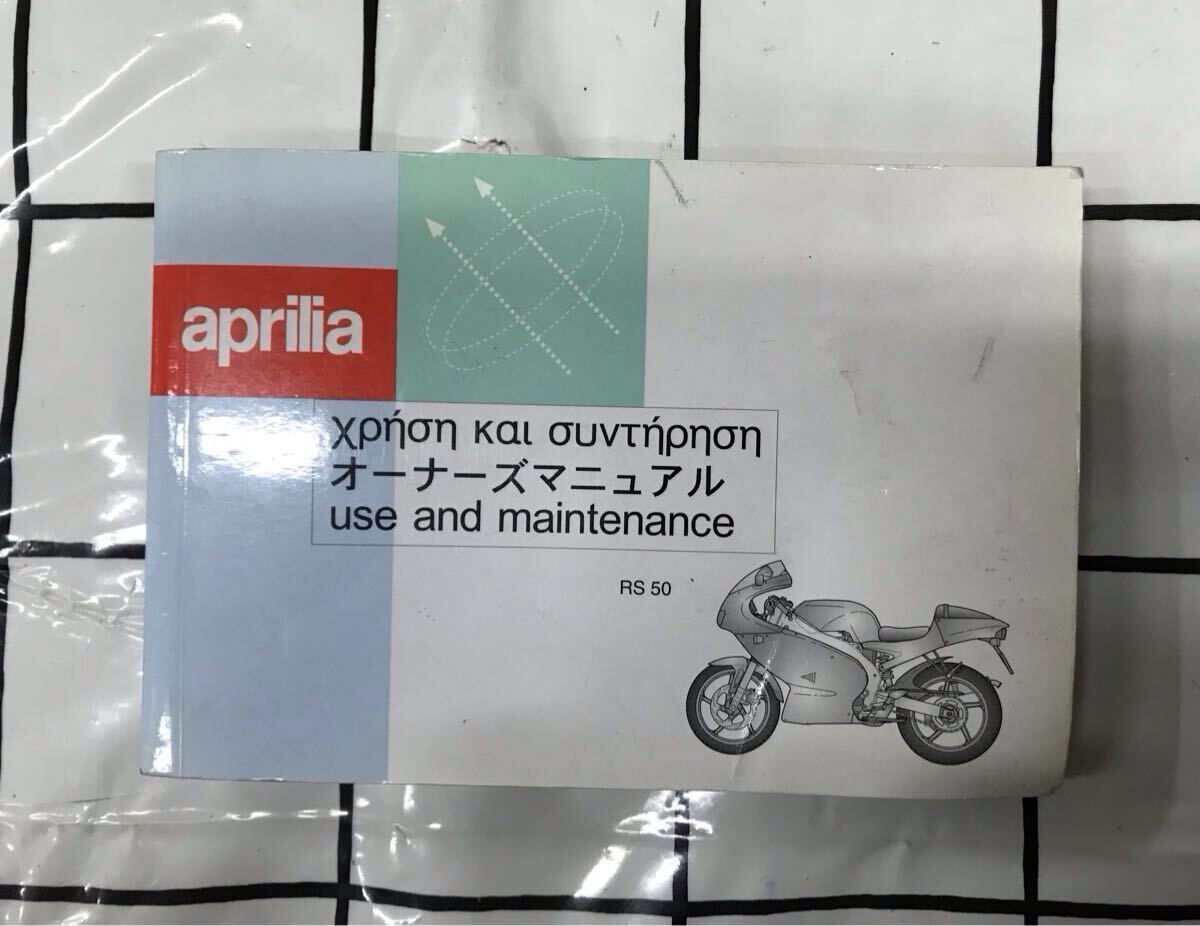 aprilia
χρήση και συντήρηση
オーナーズマニュアル
use and maintenance
RS 50